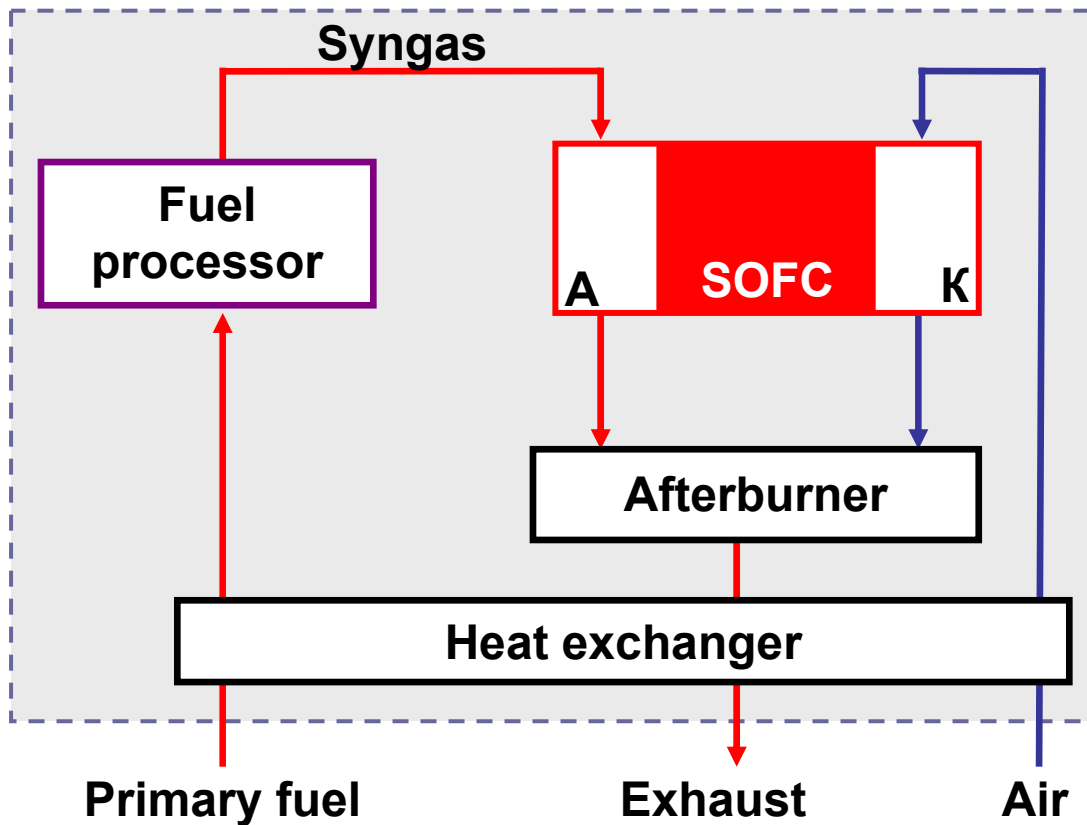 Syngas
Fuel
processor
A
SOFC
K
Afterburner
Heat exchanger
Primary fuel
Exhaust
Air